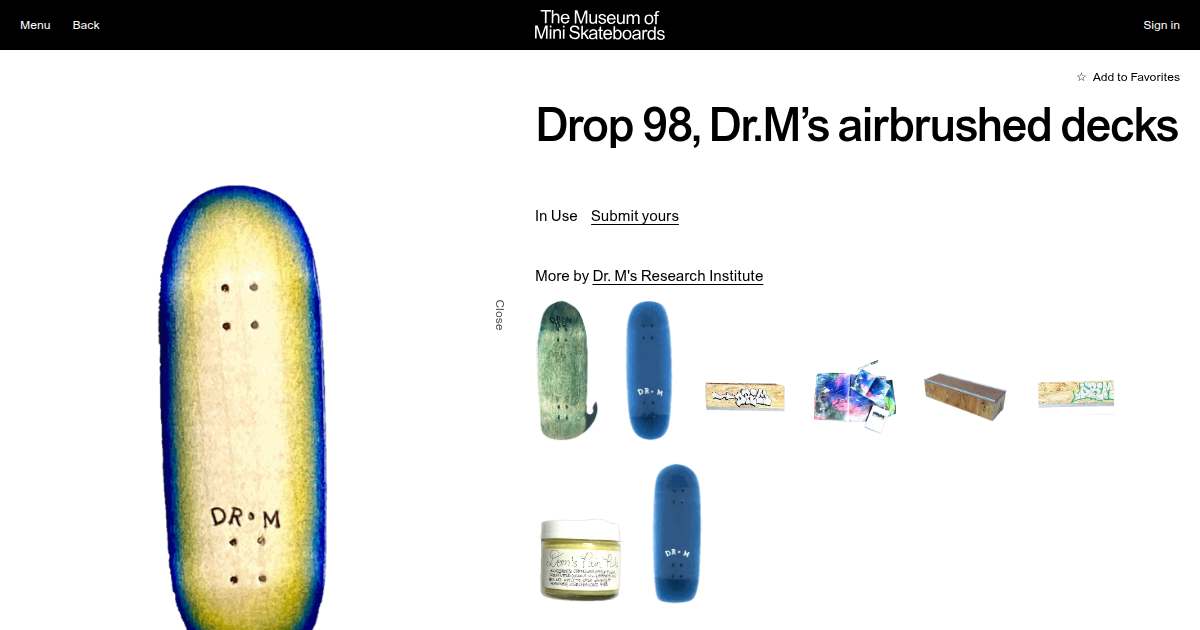 Menu
Back
The Museum of
Mini Skateboards
Sign in
☆ Add to Favorites
Drop 98, Dr.M’s airbrushed decks
In Use
Submit yours
More by Dr. M's Research Institute
Close
DR•M
DR•M
DR•M